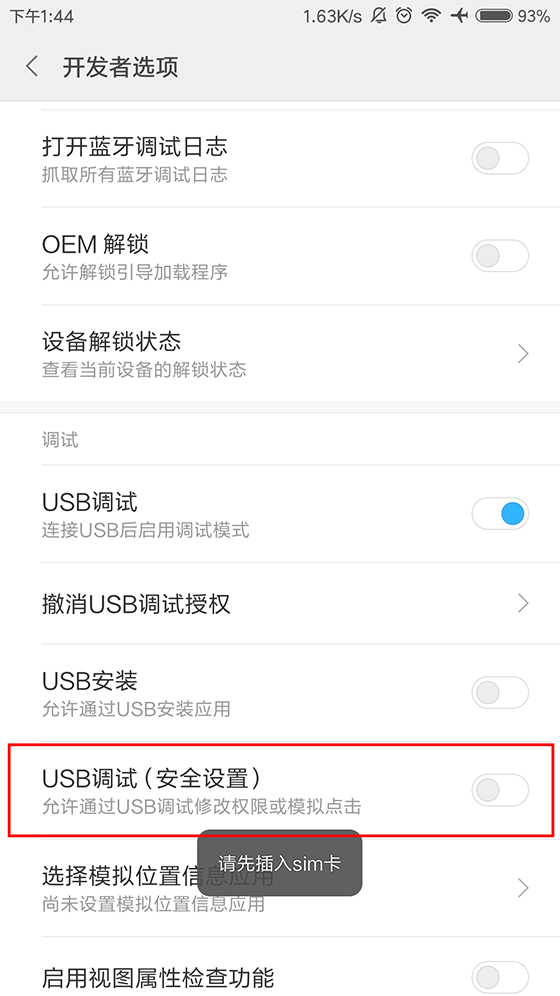 下午1:44 1.63K/s 93%
开发者选项
打开蓝牙调试日志
抓取所有蓝牙调试日志
OEM 解锁
允许解锁引导加载程序
设备解锁状态
查看当前设备的解锁状态
调试
USB调试
连接USB后启用调试模式
撤消USB调试授权
USB安装
允许通过USB安装应用
USB调试（安全设置）
允许通过USB调试修改权限或模拟点击
请先插入sim卡
选择模拟位置信息应用
尚未设置模拟位置信息应用
启用视图属性检查功能